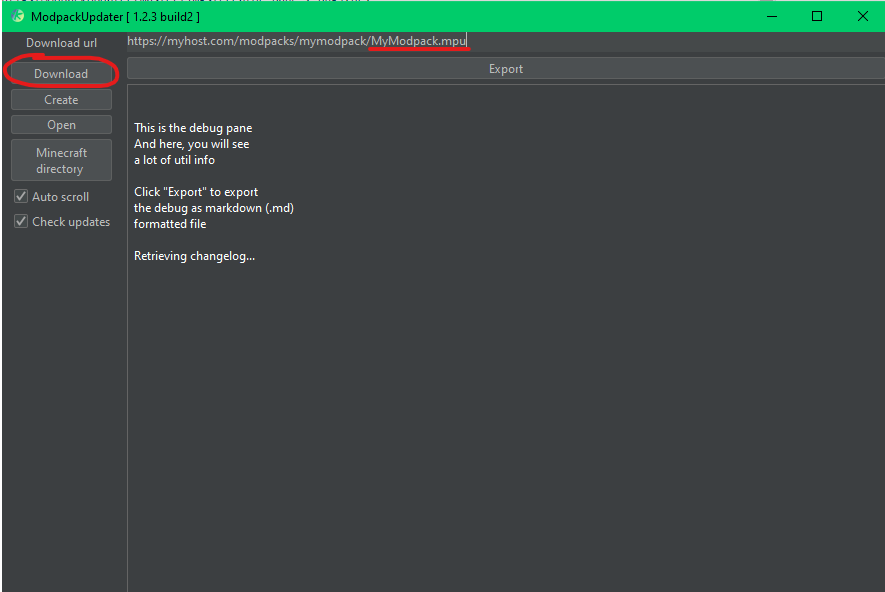 ModpackUpdater [ 1.2.3 build2 ]
Download url
https://myhost.com/modpacks/mymodpack/MyModpack.mpu
Download
Export
Create
Open
Minecraft
directory
Auto scroll
Check updates
This is the debug pane
And here, you will see
a lot of util info
Click "Export" to export
the debug as markdown (.md)
formatted file
Retrieving changelog...